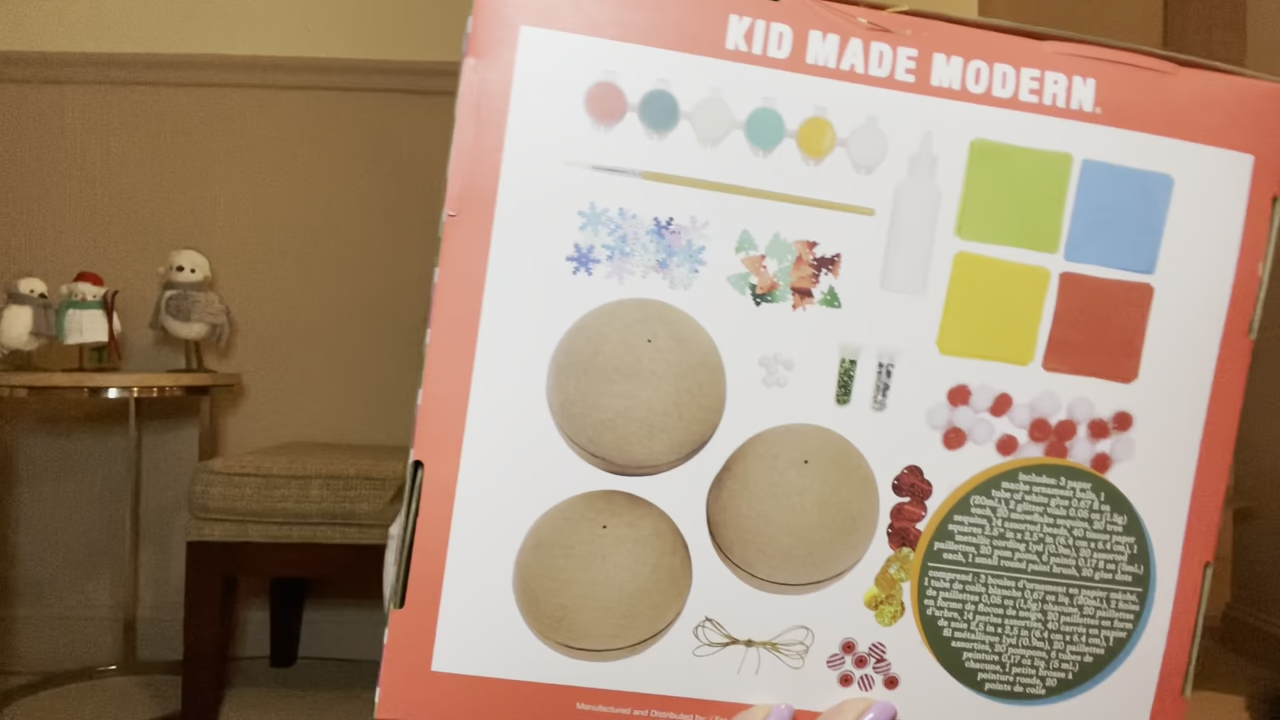 KID MADE MODERN.
includes: 3 paper
mache ornament balls, 1
tube of white glue 0.67 fl oz
(20mL), 2 glitter vials 0.05 oz (1.5g)
each, 20 snowflake sequins, 20 tree
sequins, 14 assorted beads, 40 tissue paper
squares 2.5" in x 2.5" in (6.4 cm x 6.4 cm), 1
metallic cording 1yd (0.9m), 20 assorted
paillettes, 20 pom poms, 6 paints 0.17 fl oz (5mL)
each, 1 small round paint brush, 20 glue dots
comprend : 3 boules d'ornement en papier mâché,
1 tube de colle blanche 0,67 oz liq. (20mL), 2 fioles
de paillettes 0,05 oz (1,5g) chacune, 20 paillettes
en forme de flocon de neige, 20 paillettes en form
d'arbre, 14 perles assorties, 40 carrés en papier
de soie 2,5 in x 2,5 in (6.4 cm x 6.4 cm), 1
fil métallique 1yd (0.9m), 20 paillettes
assorties, 20 pompons, 6 tubes de
peinture 0,17 oz liq. (5 mL)
chacune, 1 petite brosse à
peinture ronde, 20
points de colle
Manufactured and Distributed by: /